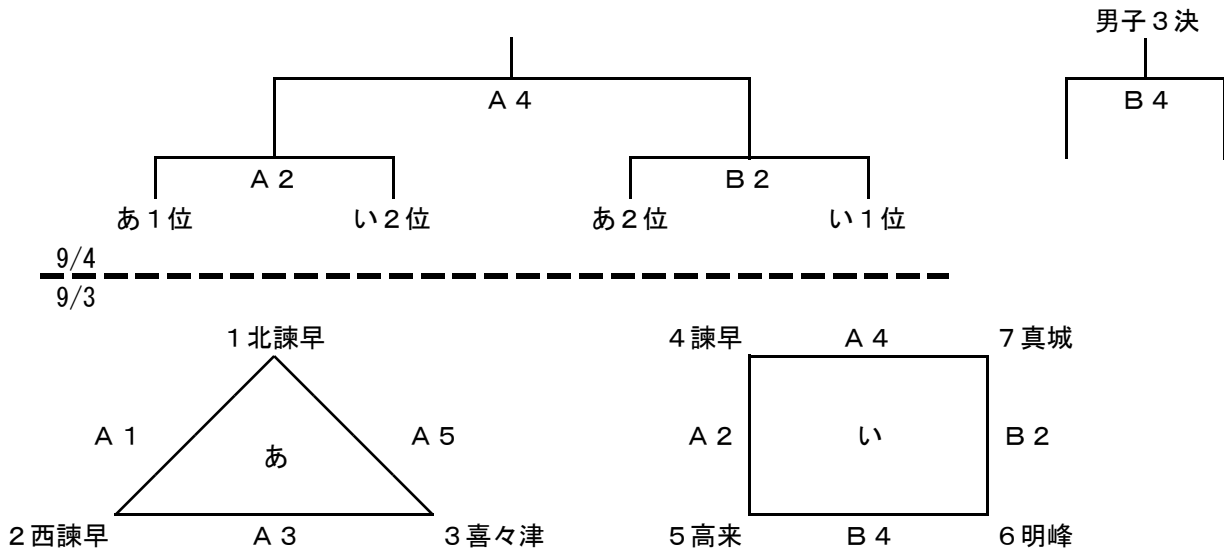 男子３決
Ａ４
Ｂ４
Ａ２
Ｂ２
あ１位
い２位
あ２位
い１位
9/4
9/3
１北諫早
４諫早
Ａ４
７真城
Ａ１
あ
Ａ５
Ａ２
い
Ｂ２
２西諫早
Ａ３
３喜々津
５高来
Ｂ４
６明峰